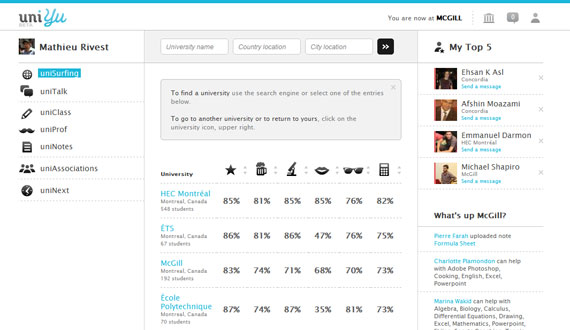 uniYu
BETA
You are now at MCGILL
0
Mathieu Rivest
uniSurfing
uniTalk
uniClass
uniProf
uniNotes
uniAssociations
uniNext
University name
Country location
City location
»
To find a university use the search engine or select one of the entries
below.
To go to another university or to return to yours, click on the
university icon, upper right.
University
HEC Montréal
Montreal, Canada
548 students
85% 81% 85% 85% 76% 82%
ÉTS
Montreal, Canada
67 students
86% 81% 86% 47% 76% 75%
McGill
Montreal, Canada
192 students
83% 74% 71% 68% 70% 73%
École
Polytechnique
Montreal, Canada
70 students
87% 74% 87% 35% 81% 73%
My Top 5
Ehsan K Asl
Concordia
Send a message
Afshin Moazami
Concordia
Send a message
Emmanuel Darmon
HEC Montréal
Send a message
Michael Shapiro
McGill
Send a message
What's up McGill?
Pierre Farah uploaded note
Formula Sheet
Charlotte Plamondon can help
with Adobe Photoshop,
Cooking, English, Excel,
Powerpoint
Marina Wakid can help with
Algebra, Biology, Calculus,
Differential Equations, Drawing,
Excel, Mathematics, Powerpoint,